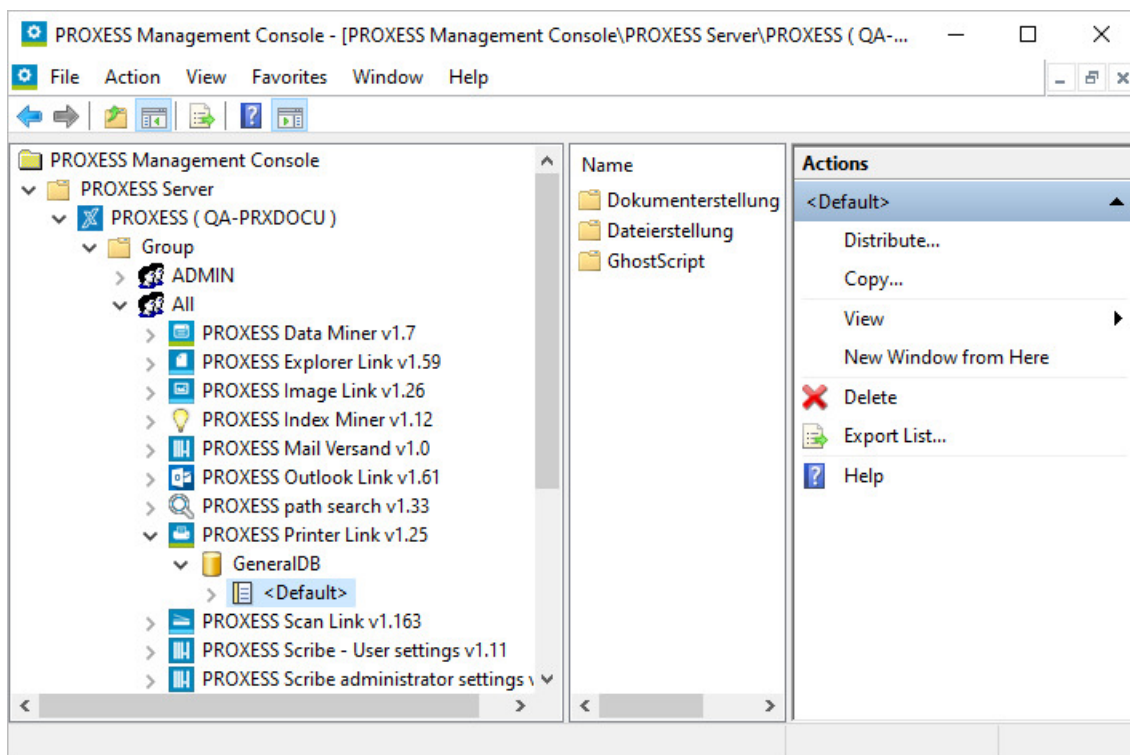 PROXESS Management Console - [PROXESS Management Console\PROXESS Server\PROXESS ( QA-...
File Action View Favorites Window Help
PROXESS Management Console
PROXESS Server
PROXESS ( QA-PRXDOCU )
Group
ADMIN
All
PROXESS Data Miner v1.7
PROXESS Explorer Link v1.59
PROXESS Image Link v1.26
PROXESS Index Miner v1.12
PROXESS Mail Versand v1.0
PROXESS Outlook Link v1.61
PROXESS path search v1.33
PROXESS Printer Link v1.25
GeneralDB
<Default>
PROXESS Scan Link v1.163
PROXESS Scribe - User settings v1.11
PROXESS Scribe administrator settings
Name
Dokumenterstellung
Dateierstellung
GhostScript
Actions
<Default>
Distribute...
Copy...
View
New Window from Here
Delete
Export List...
Help